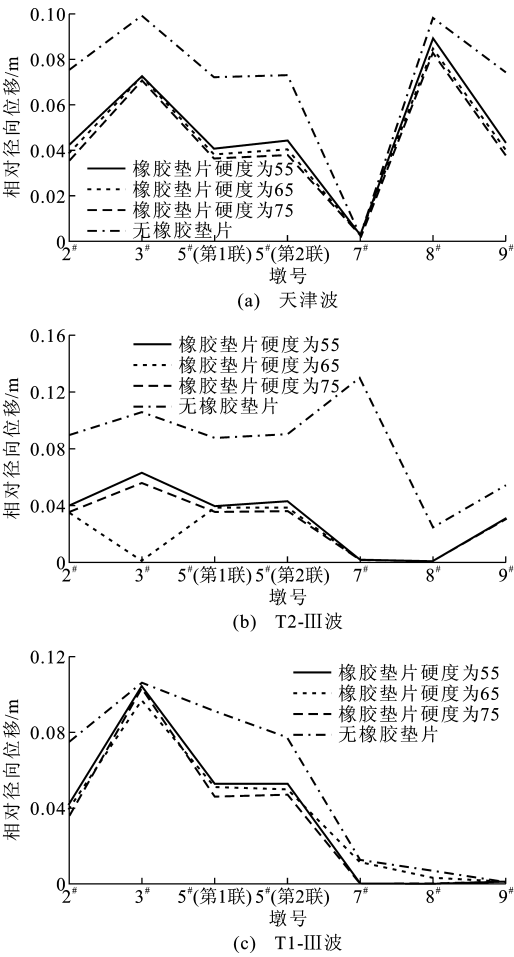 0.10
0.08
0.06
0.04
0.02
0
相对径向位移/m
橡胶垫片硬度为55
橡胶垫片硬度为65
橡胶垫片硬度为75
无橡胶垫片
2# 3# 5#(第1联) 5#(第2联) 7# 8# 9#
墩号
(a) 天津波
0.16
0.12
0.08
0.04
0
相对径向位移/m
橡胶垫片硬度为55
橡胶垫片硬度为65
橡胶垫片硬度为75
无橡胶垫片
2# 3# 5#(第1联) 5#(第2联) 7# 8# 9#
墩号
(b) T2-Ⅲ波
0.12
0.08
0.04
0
相对径向位移/m
橡胶垫片硬度为55
橡胶垫片硬度为65
橡胶垫片硬度为75
无橡胶垫片
2# 3# 5#(第1联) 5#(第2联) 7# 8# 9#
墩号
(c) T1-Ⅲ波